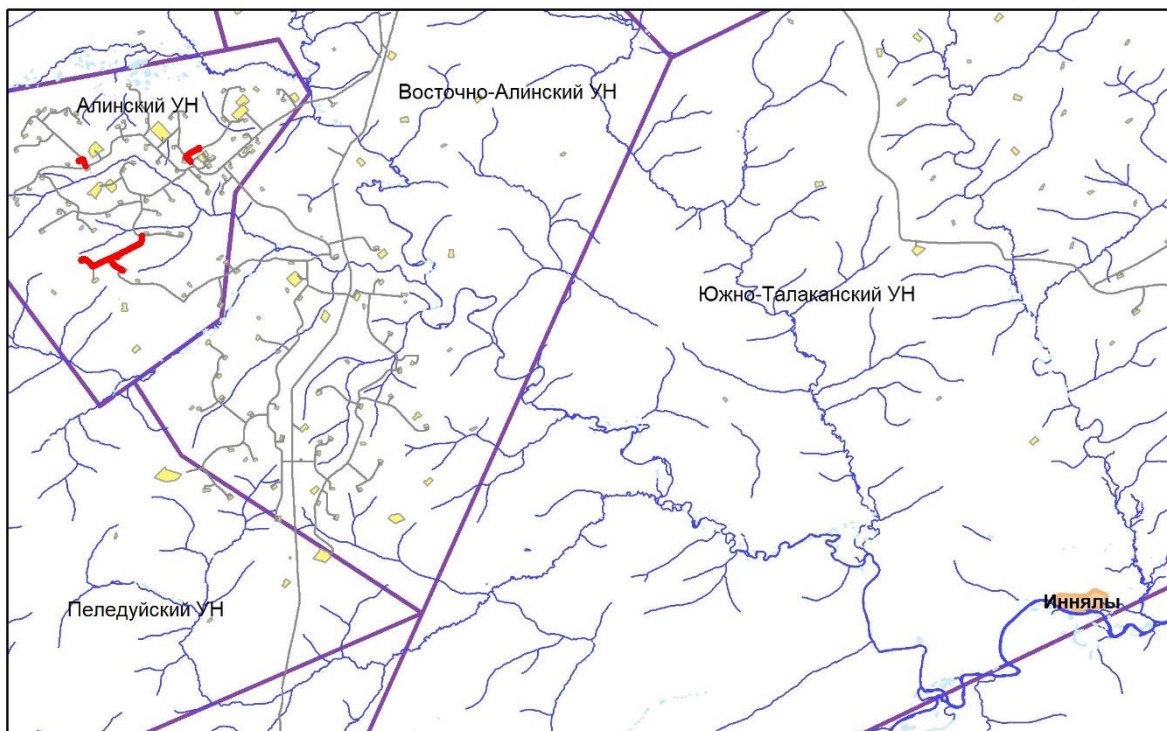 Восточно-Алинский УН
Алинский УН
Южно-Талаканский УН
Иннялы
Пеледуйский УН